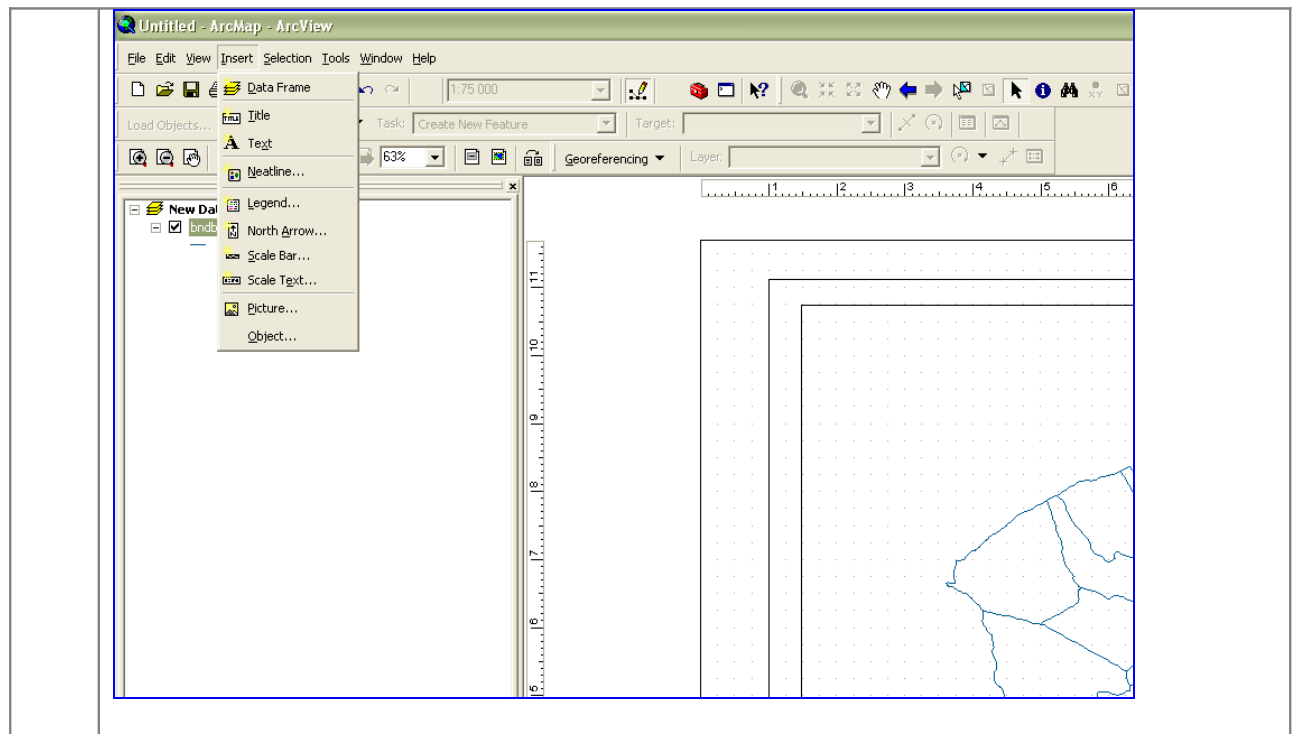 Untitled - ArcMap - ArcView
File Edit View Insert Selection Tools Window Help
Data Frame
1:75 000
Load Objects...
Title
Task: Create New Feature
Target:
Text
63%
Georeferencing
Layer:
Neatline...
1 2 3 4 5 6
New Da
Legend...
bndb
North Arrow...
Scale Bar...
Scale Text...
Picture...
Object...
11
10
9
8
7
6
5